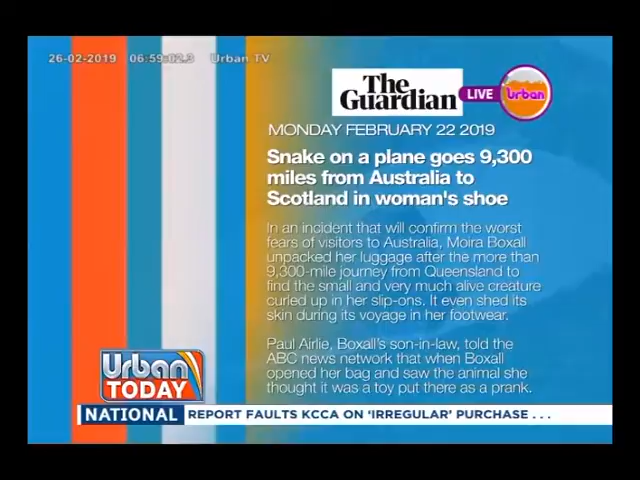 26-02-2019 06:59:02.3 Urban TV
The
Guardian
LIVE urban
MONDAY FEBRUARY 22 2019
Snake on a plane goes 9,300
miles from Australia to
Scotland in woman's shoe
In an incident that will confirm the worst
fears of visitors to Australia, Moira Boxall
unpacked her luggage after the more than
9,300-mile journey from Queensland to
find the small and very much alive creature
curled up in her slip-ons. It even shed its
skin during its voyage in her footwear.
Paul Airlie, Boxall's son-in-law, told the
ABC news network that when Boxall
opened her bag and saw the animal she
thought it was a toy put there as a prank.
Urban
TODAY
NATIONAL REPORT FAULTS KCCA ON ‘IRREGULAR’ PURCHASE . . .